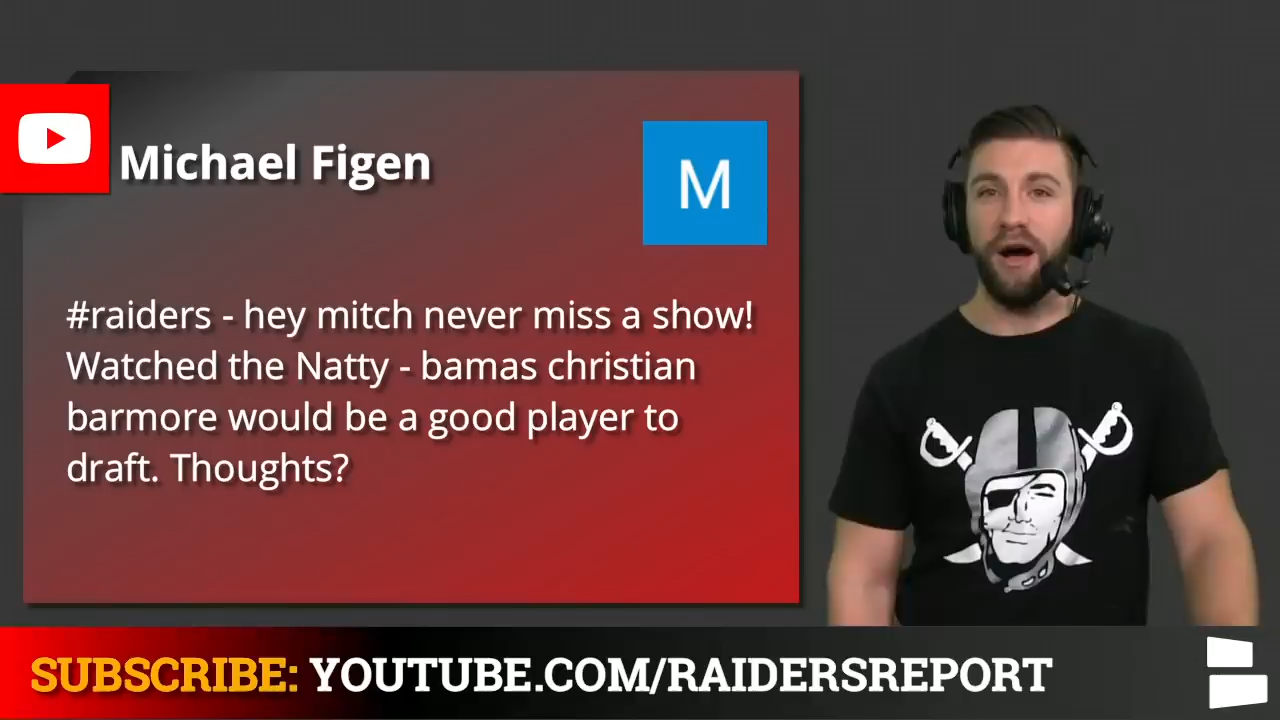 Michael Figen
M
#raiders - hey mitch never miss a show!
Watched the Natty - bamas christian
barmore would be a good player to
draft. Thoughts?
SUBSCRIBE: YOUTUBE.COM/RAIDERSREPORT